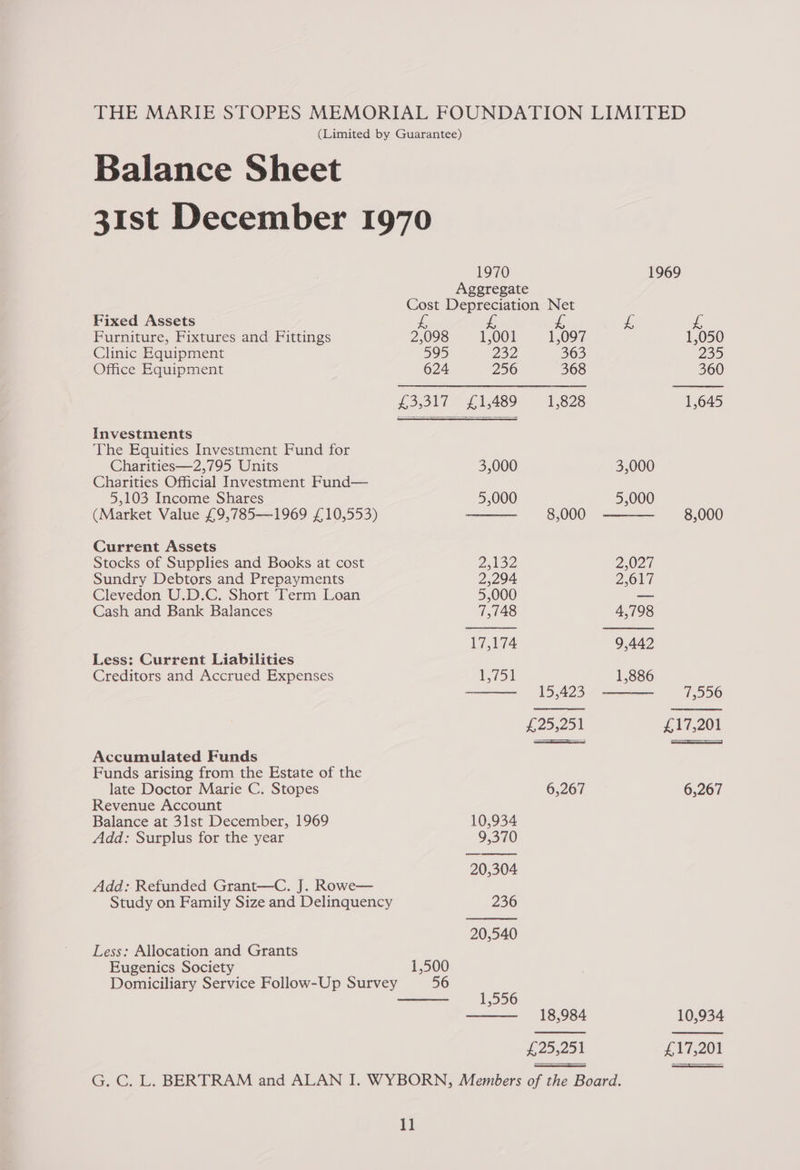 THE MARIE STOPES MEMORIAL FOUNDATION LIMITED
(Limited by Guarantee)
Balance Sheet
31st December 1970
1970 1969
Aggregate
Cost Depreciation Net
Fixed Assets £ £ £ £ £
Furniture, Fixtures and Fittings 2,098 1,001 1,097 1,050
Clinic Equipment 595 232 363 235
Office Equipment 624 256 368 360
£3,317 £1,489 1,828 1,645
Investments
The Equities Investment Fund for
Charities—2,795 Units 3,000 3,000
Charities Official Investment Fund—
5,103 Income Shares 5,000 5,000
(Market Value £9,785—1969 £10,553) 8,000 8,000
Current Assets
Stocks of Supplies and Books at cost 2,132 2,027
Sundry Debtors and Prepayments 2,294 2,617
Clevedon U.D.C. Short Term Loan 5,000 —
Cash and Bank Balances 7,748 4,798
17,174 9,442
Less: Current Liabilities
Creditors and Accrued Expenses 1,751 1,886
15,423 7,556
£25,251 £17,201
Accumulated Funds
Funds arising from the Estate of the
late Doctor Marie C. Stopes 6,267 6,267
Revenue Account
Balance at 31st December, 1969 10,934
Add: Surplus for the year 9,370
20,304
Add: Refunded Grant—C. J. Rowe—
Study on Family Size and Delinquency 236
20,540
Less: Allocation and Grants
Eugenics Society 1,500
Domiciliary Service Follow-Up Survey 56
1,556
18,984 10,934
£25,251 £17,201
G. C. L. BERTRAM and ALAN I. WYBORN, Members of the Board.
11